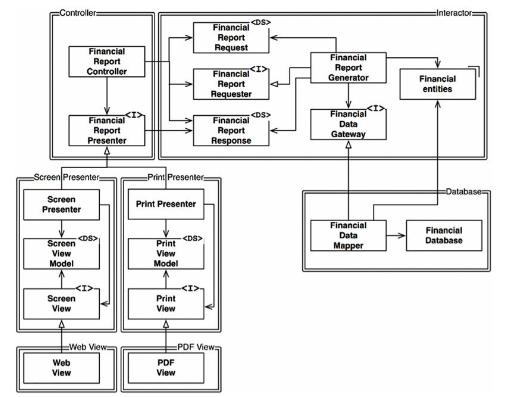 Controller
Interactor
Financial
Report
Controller
<DS>
Financial
Report
Request
<I>
Financial
Report
Requester
Financial
Report
Generator
Financial
entities
<I>
Financial
Report
Presenter
<DS>
Financial
Report
Response
<I>
Financial
Data
Gateway
Screen Presenter
Print Presenter
Database
Screen
Presenter
Print Presenter
<DS>
Screen
View
Model
<DS>
Print
View
Model
Financial
Data
Mapper
Financial
Database
<I>
Screen
View
<I>
Print
View
Web View
PDF View
Web
View
PDF
View